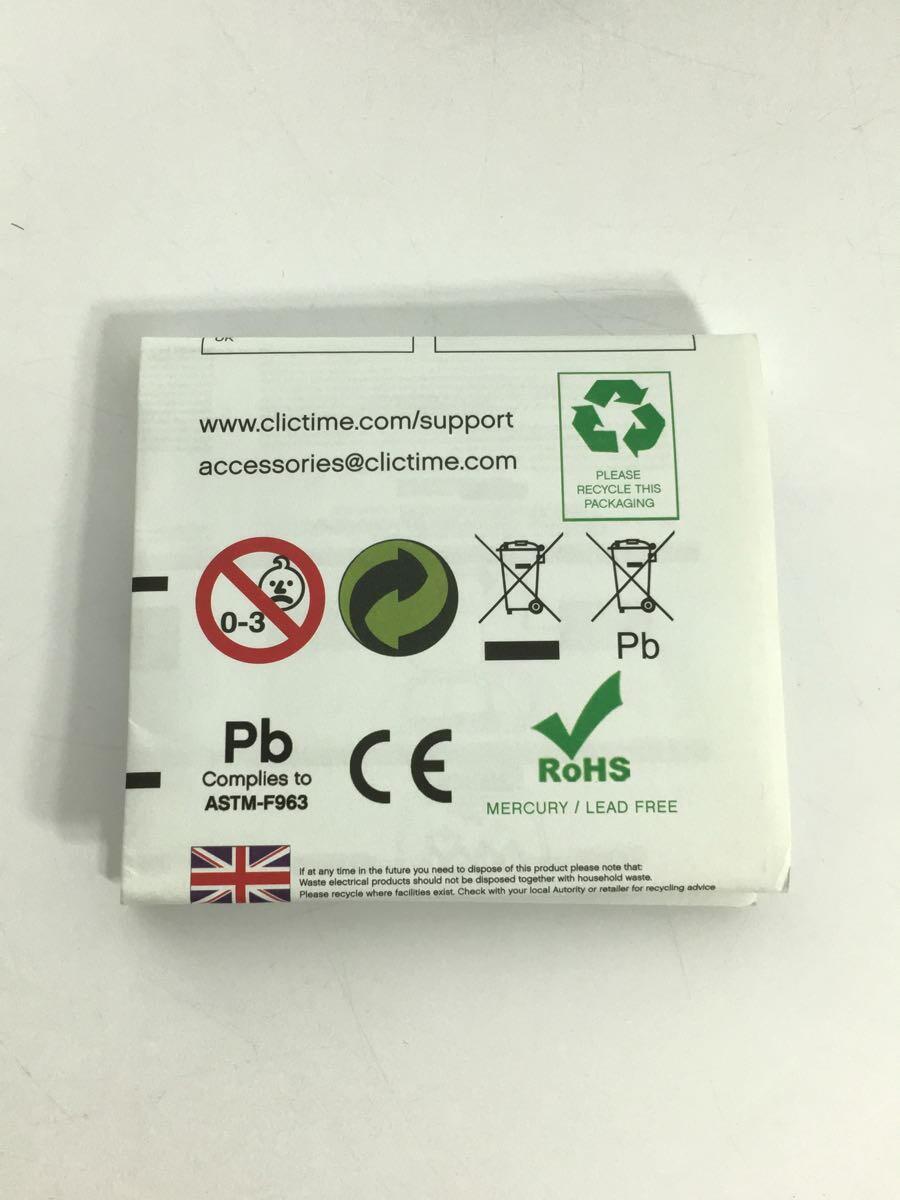 UK
www.clictime.com/support
accessories@clictime.com
PLEASE
RECYCLE THIS
PACKAGING
0-3
Pb
Pb
Complies to
ASTM-F963
CE
RoHS
MERCURY / LEAD FREE
If at any time in the future you need to dispose of this product please note that:
Waste electrical products should not be disposed together with household waste.
Please recycle where facilities exist. Check with your local Autority or retailer for recycling advice